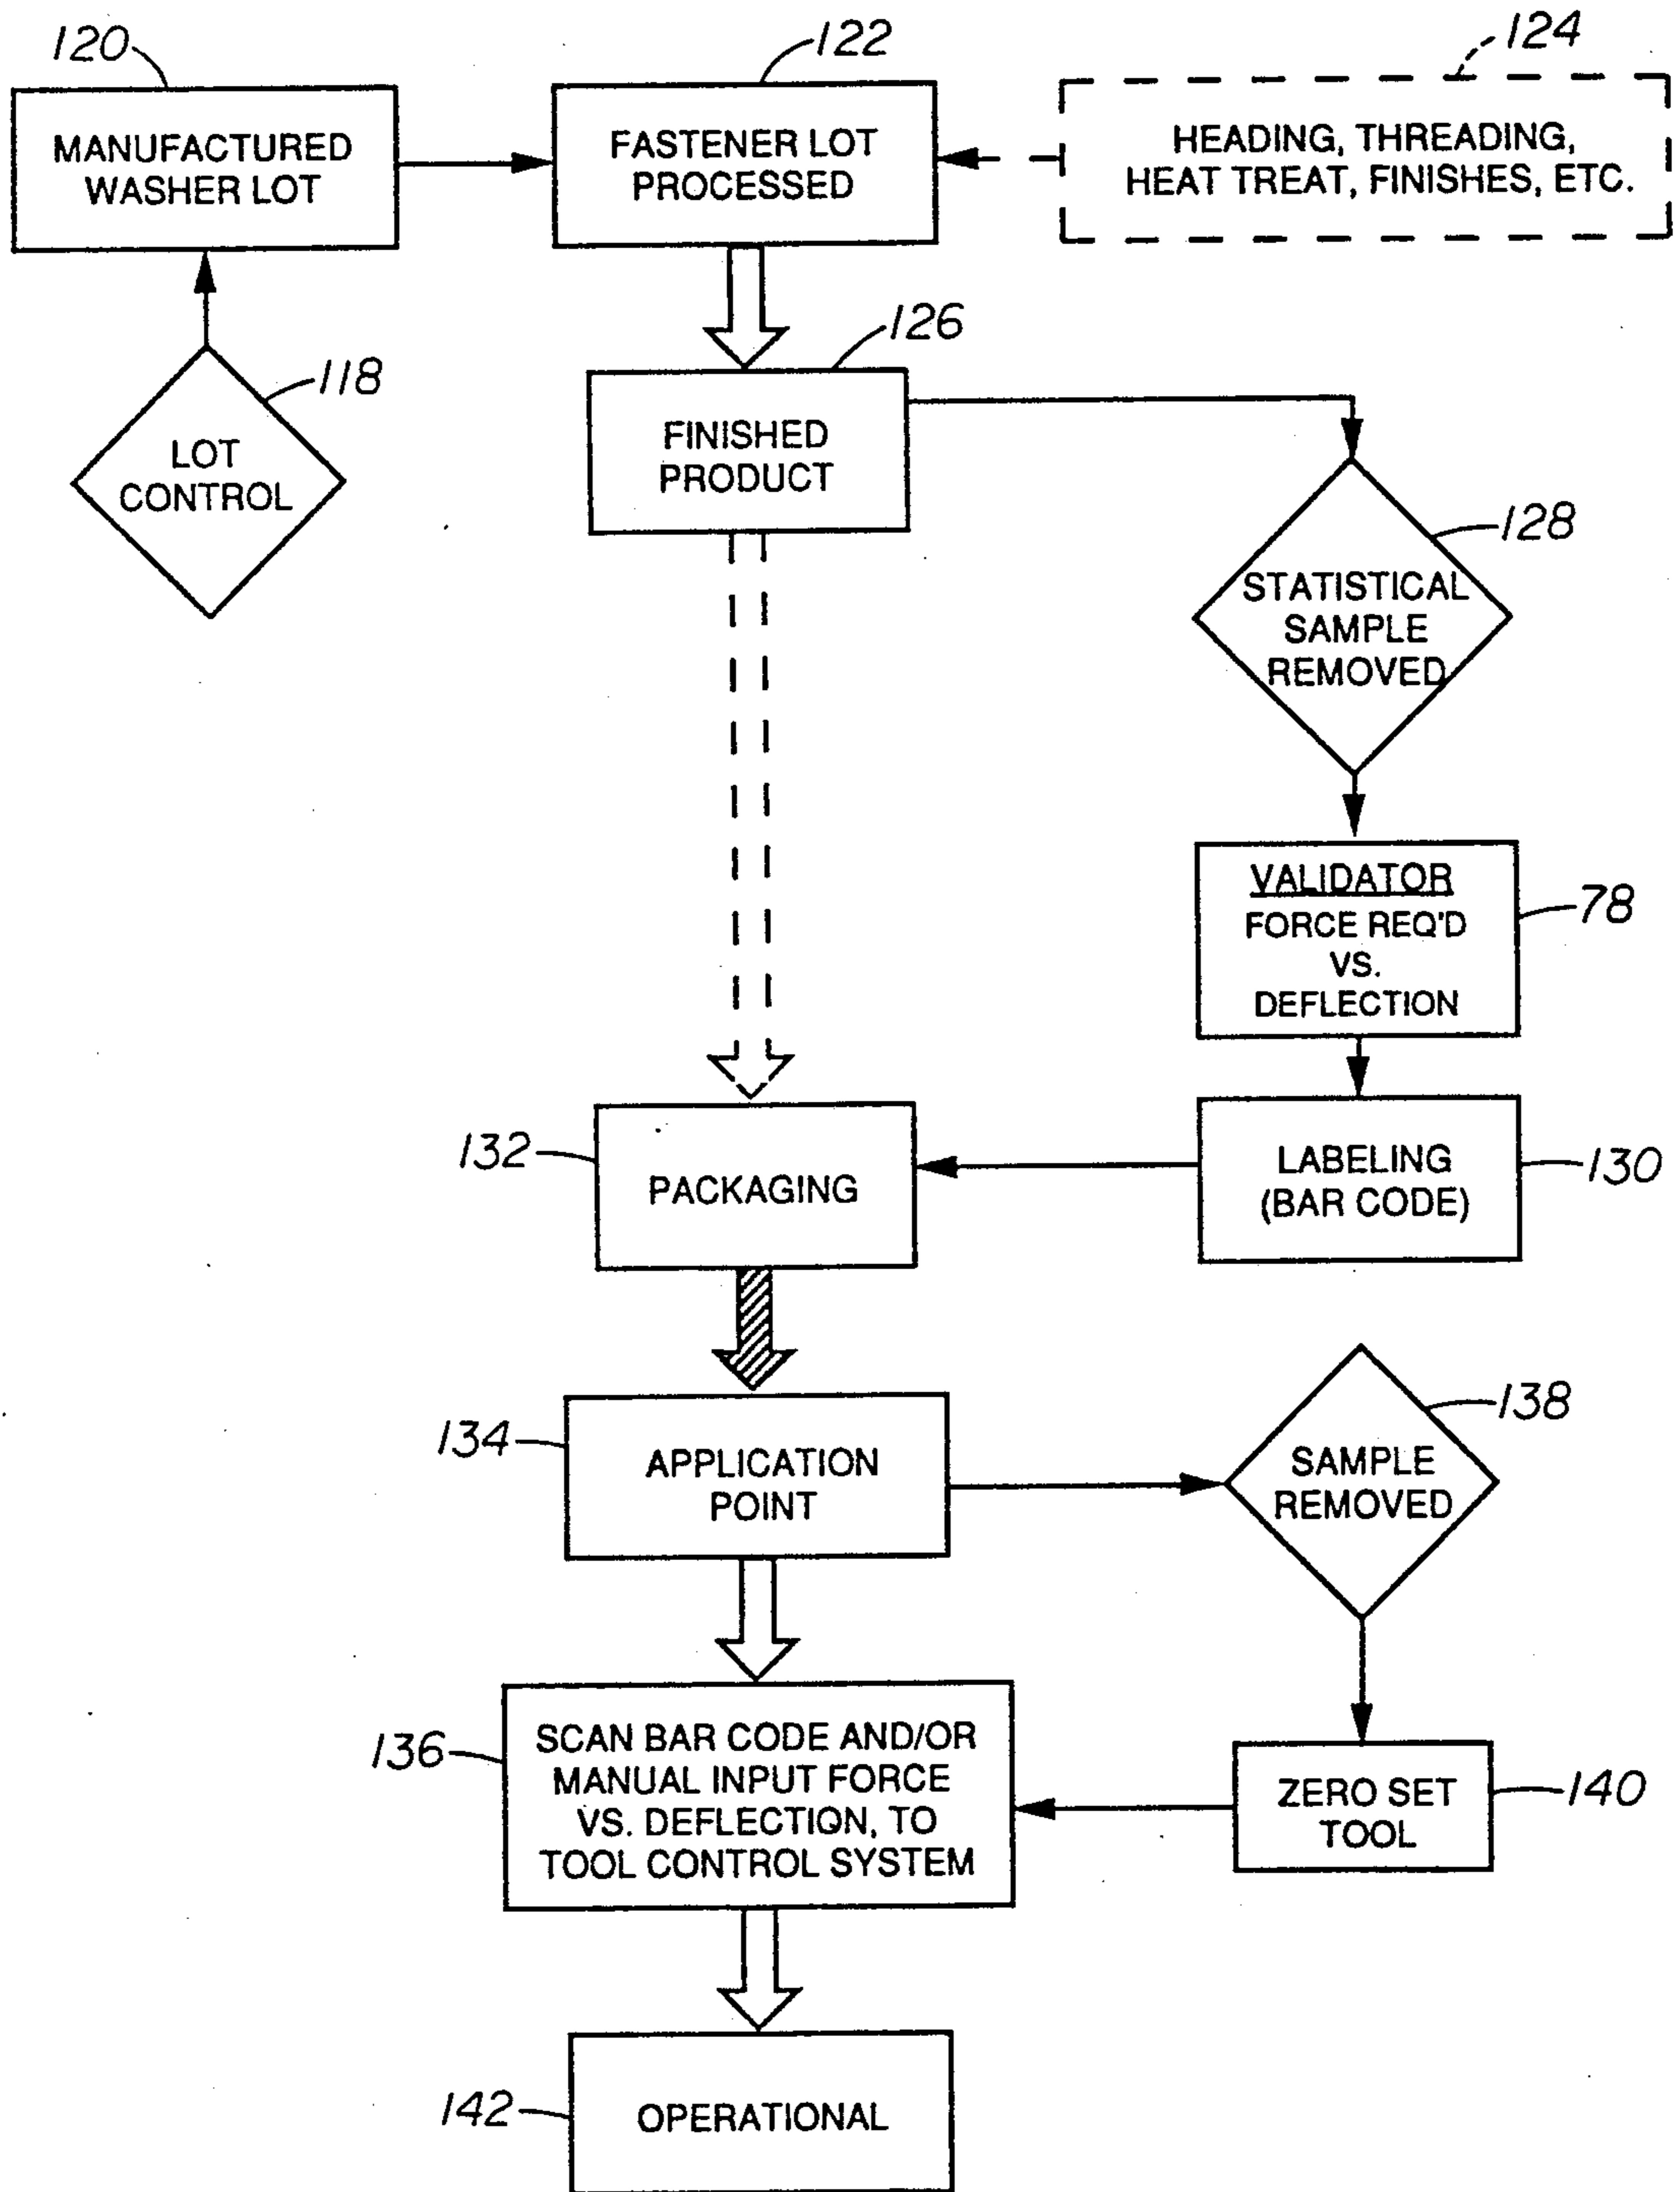 120
122
124
MANUFACTURED
WASHER LOT
FASTENER LOT
PROCESSED
HEADING, THREADING,
HEAT TREAT, FINISHES, ETC.
126
118
LOT
CONTROL
FINISHED
PRODUCT
128
STATISTICAL
SAMPLE
REMOVED
VALIDATOR
FORCE REQ'D
VS.
DEFLECTION
78
132
PACKAGING
LABELING
(BAR CODE)
130
134
APPLICATION
POINT
138
SAMPLE
REMOVED
136
SCAN BAR CODE AND/OR
MANUAL INPUT FORCE
VS. DEFLECTION, TO
TOOL CONTROL SYSTEM
ZERO SET
TOOL
140
142
OPERATIONAL